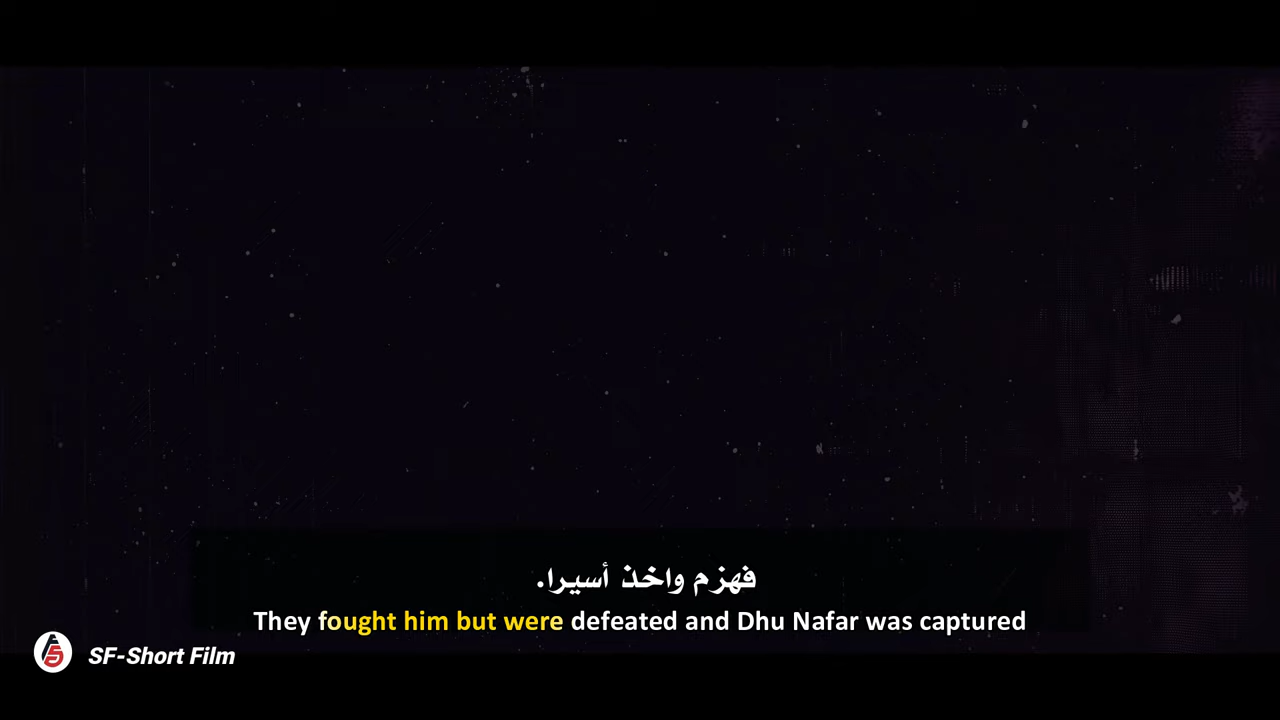 فهزم واخذ أسيرا.
They fought him but were defeated and Dhu Nafar was captured
SF-Short Film